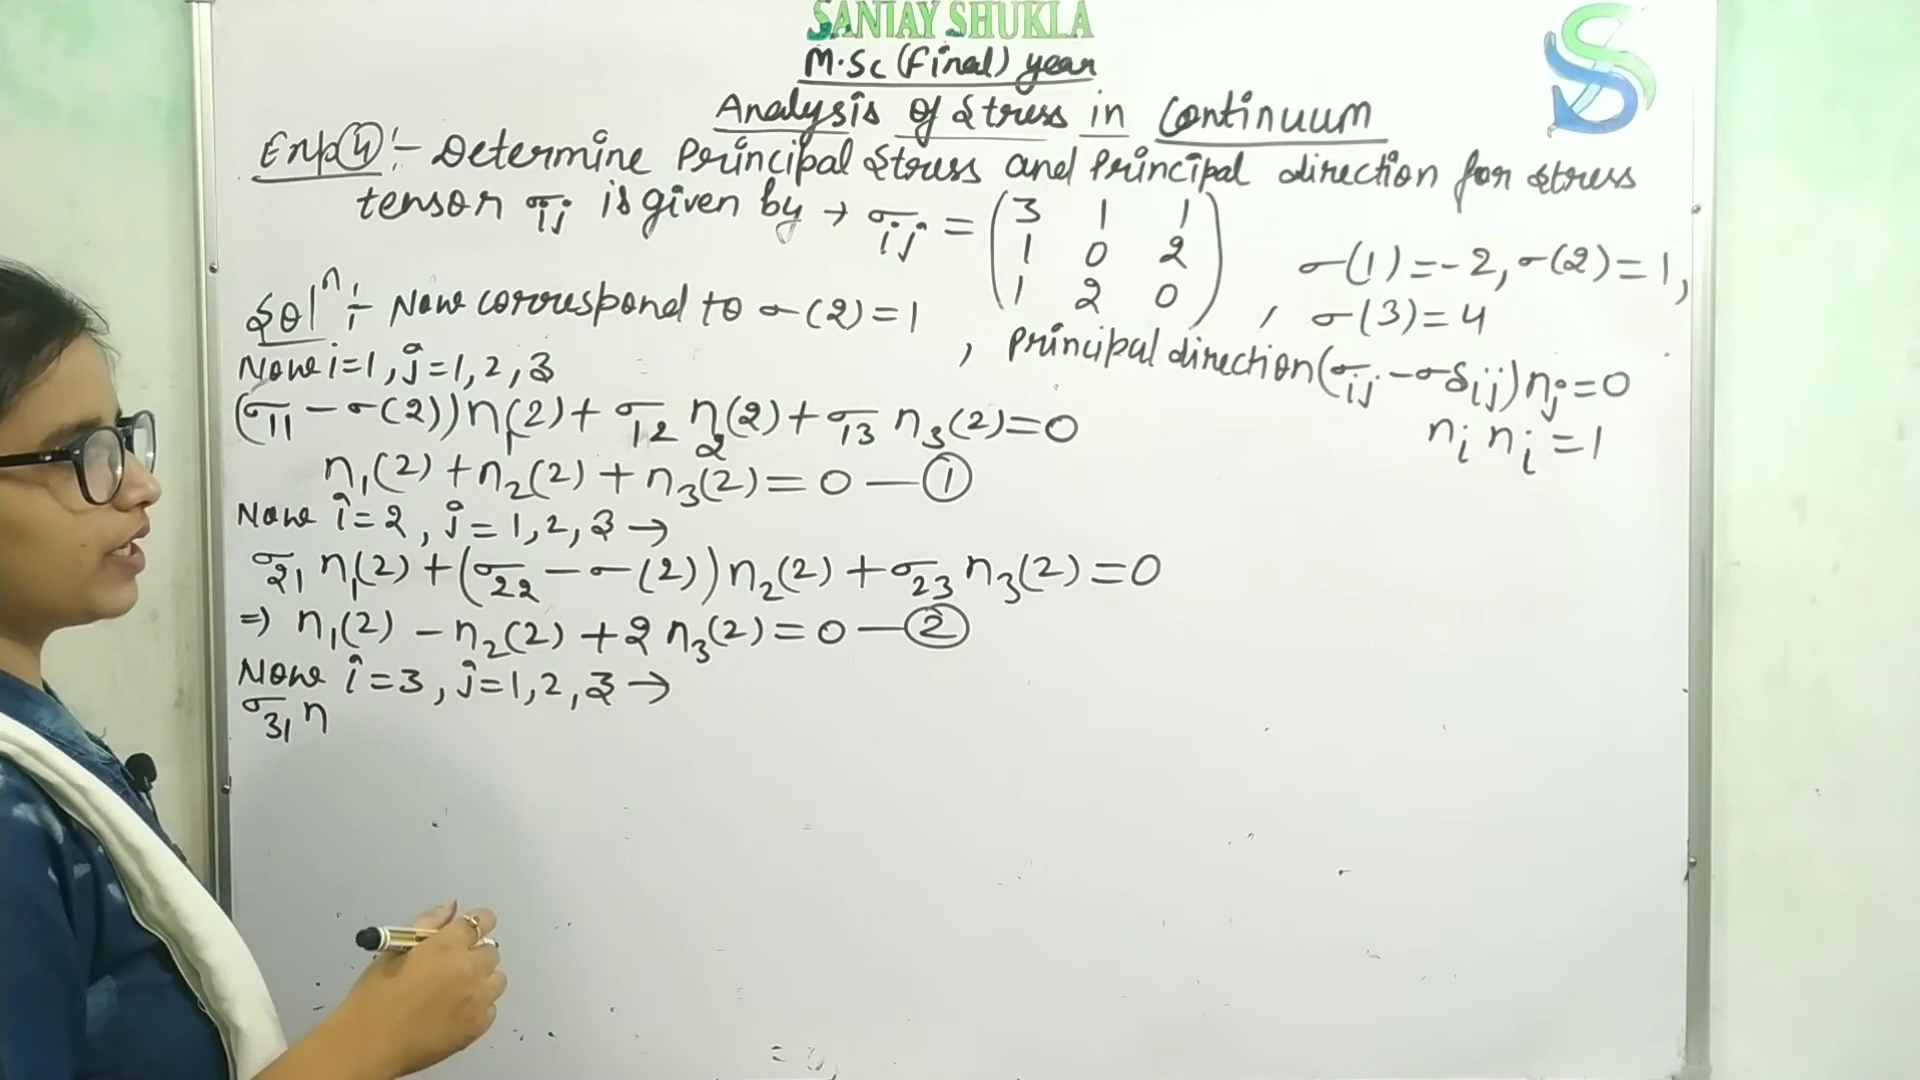 SANJAY SHUKLA
M.Sc (Final) year
Analysis of Stress in Continuum
Exp ④ :- Determine Principal Stress and Principal direction for stress
tensor σij is given by → σij = (3 1 1
1 0 2
1 2 0)
, σ(1)=-2, σ(2)=1,
σ(3)=4
Solⁿ :- Now correspond to σ(2)=1
, Principal direction (σij - σδij) nj = 0
ni ni = 1
Now i=1, j=1,2,3
(σ11 - σ(2)) n1(2) + σ12 n2(2) + σ13 n3(2) = 0
n1(2) + n2(2) + n3(2) = 0 — ①
Now i=2, j=1,2,3 →
σ21 n1(2) + (σ22 - σ(2)) n2(2) + σ23 n3(2) = 0
⇒ n1(2) - n2(2) + 2 n3(2) = 0 — ②
Now i=3, j=1,2,3 →
σ31 n